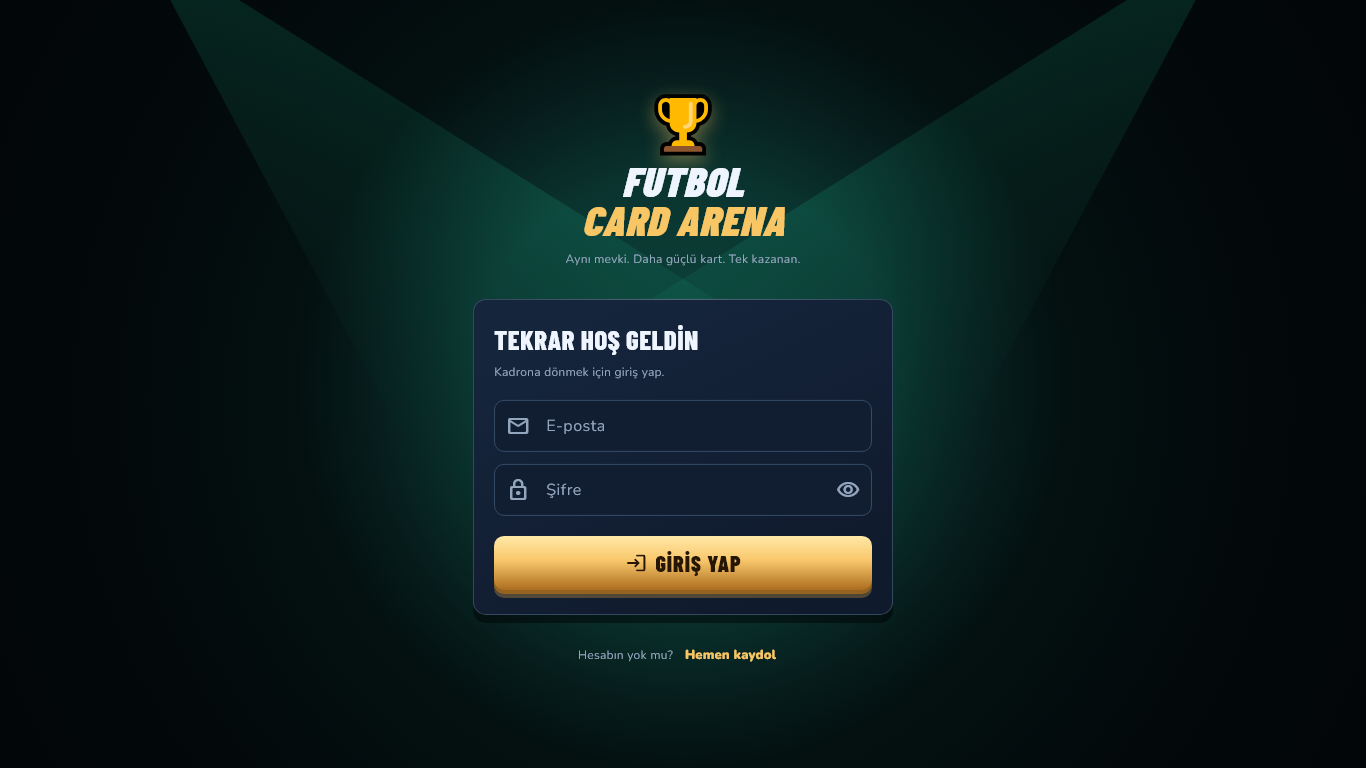 FUTBOL
CARD ARENA
Aynı mevki. Daha güçlü kart. Tek kazanan.
TEKRAR HOŞ GELDİN
Kadrona dönmek için giriş yap.
E-posta
Şifre
GİRİŞ YAP
Hesabın yok mu? Hemen kaydol